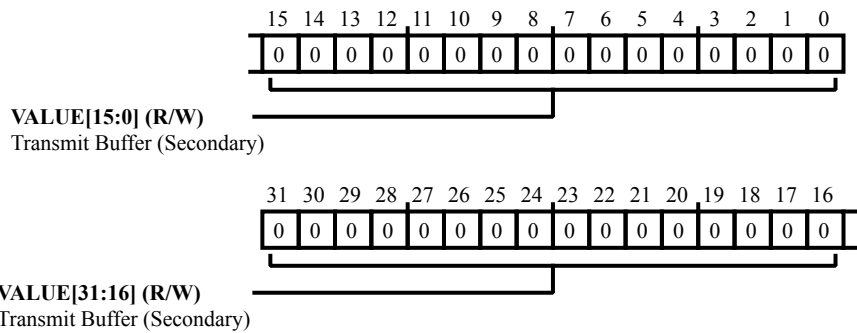 15 14 13 12 11 10 9 8 7 6 5 4 3 2 1 0
0 0 0 0 0 0 0 0 0 0 0 0 0 0 0 0
VALUE[15:0] (R/W)
Transmit Buffer (Secondary)
31 30 29 28 27 26 25 24 23 22 21 20 19 18 17 16
0 0 0 0 0 0 0 0 0 0 0 0 0 0 0 0
VALUE[31:16] (R/W)
Transmit Buffer (Secondary)